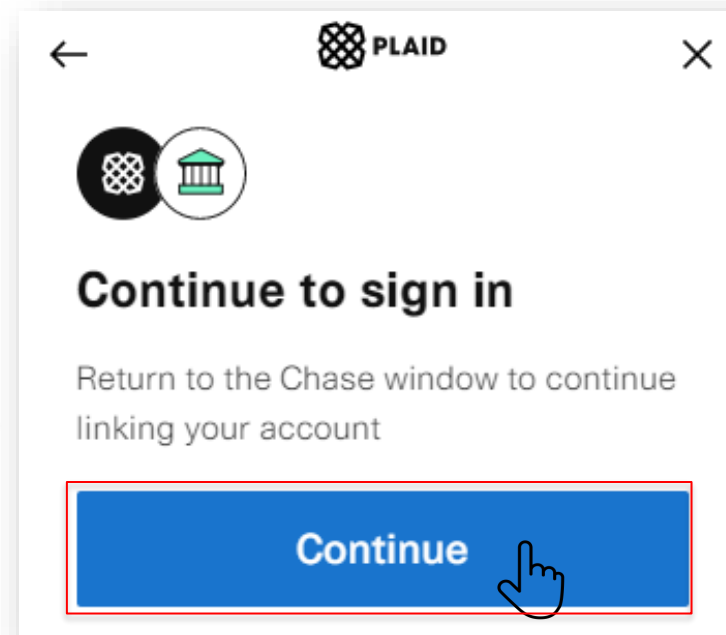 PLAID
Continue to sign in
Return to the Chase window to continue
linking your account
Continue